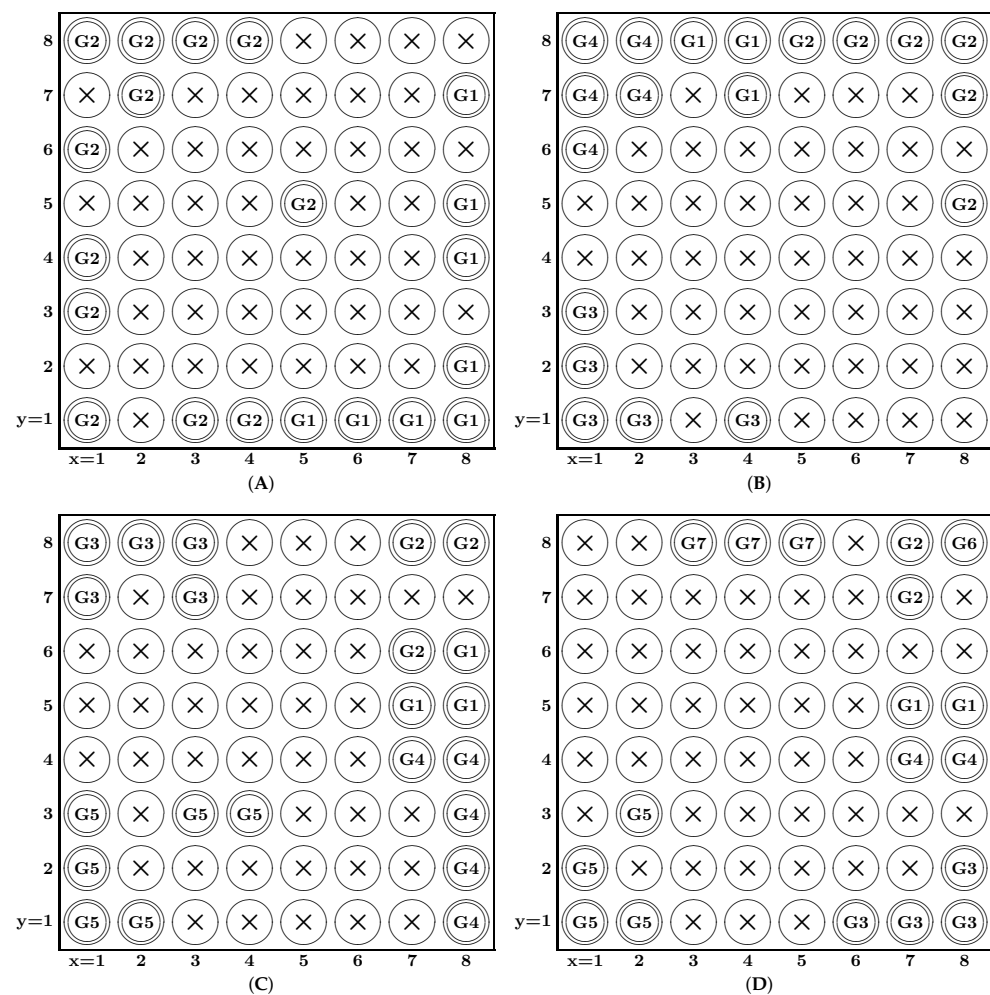 8 G2 G2 G2 G2 × × × × 8 G4 G4 G1 G1 G2 G2 G2 G2
7 × G2 × × × × × G1 7 G4 G4 × G1 × × × G2
6 G2 × × × × × × × 6 G4 × × × × × × ×
5 × × × × G2 × × G1 5 × × × × × × × G2
4 G2 × × × × × × G1 4 × × × × × × × ×
3 G2 × × × × × × × 3 G3 × × × × × × ×
2 × × × × × × × G1 2 G3 × × × × × × ×
y=1 G2 × G2 G2 G1 G1 G1 G1 y=1 G3 G3 × G3 × × × ×
x=1 2 3 4 5 6 7 8 x=1 2 3 4 5 6 7 8
(A) (B)
8 G3 G3 G3 × × × G2 G2 8 × × G7 G7 G7 × G2 G6
7 G3 × G3 × × × × × 7 × × × × × × G2 ×
6 × × × × × × G2 G1 6 × × × × × × × ×
5 × × × × × × G1 G1 5 × × × × × × G1 G1
4 × × × × × × G4 G4 4 × × × × × × G4 G4
3 G5 × G5 G5 × × × G4 3 × G5 × × × × × ×
2 G5 × × × × × × G4 2 G5 × × × × × × G3
y=1 G5 G5 × × × × × G4 y=1 G5 G5 × × × G3 G3 G3
x=1 2 3 4 5 6 7 8 x=1 2 3 4 5 6 7 8
(C) (D)